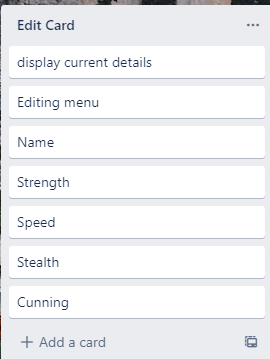 Edit Card
display current details
Editing menu
Name
Strength
Speed
Stealth
Cunning
+ Add a card